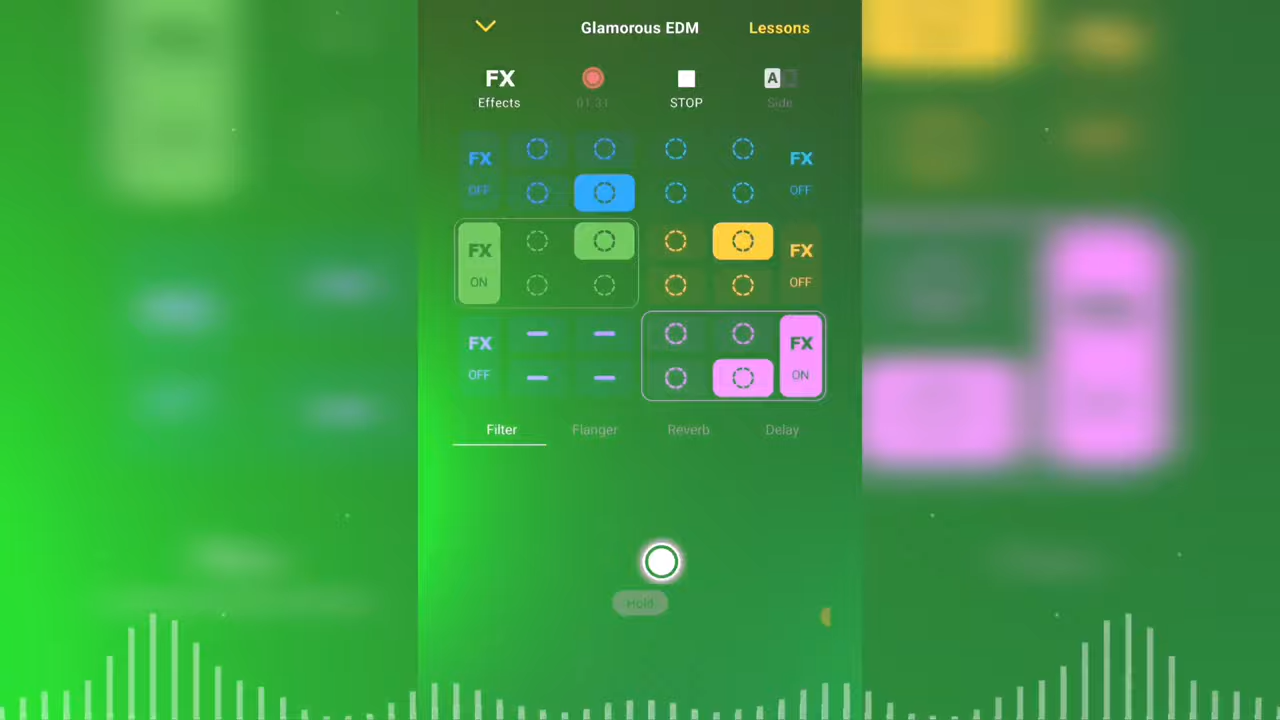 Glamorous EDM
Lessons
FX
Effects
01:31
STOP
A
Side
FX
OFF
FX
OFF
FX
ON
FX
OFF
FX
OFF
FX
ON
Filter
Flanger
Reverb
Delay
Hold